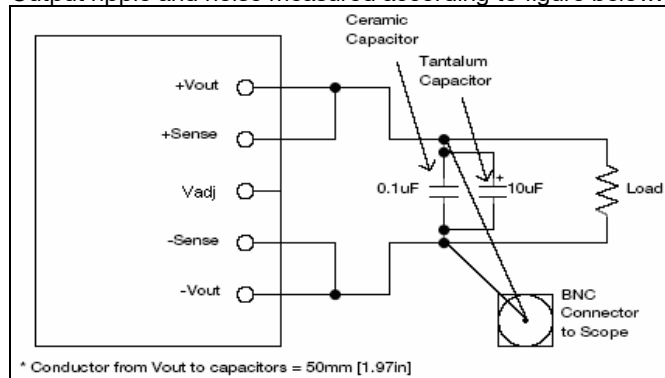 Output ripple and noise measured according to figure below.
Ceramic
Capacitor
Tantalum
Capacitor
+Vout
+Sense
Vadj
-Sense
-Vout
0.1uF
+
10uF
Load
BNC
Connector
to Scope
* Conductor from Vout to capacitors = 50mm [1.97in]